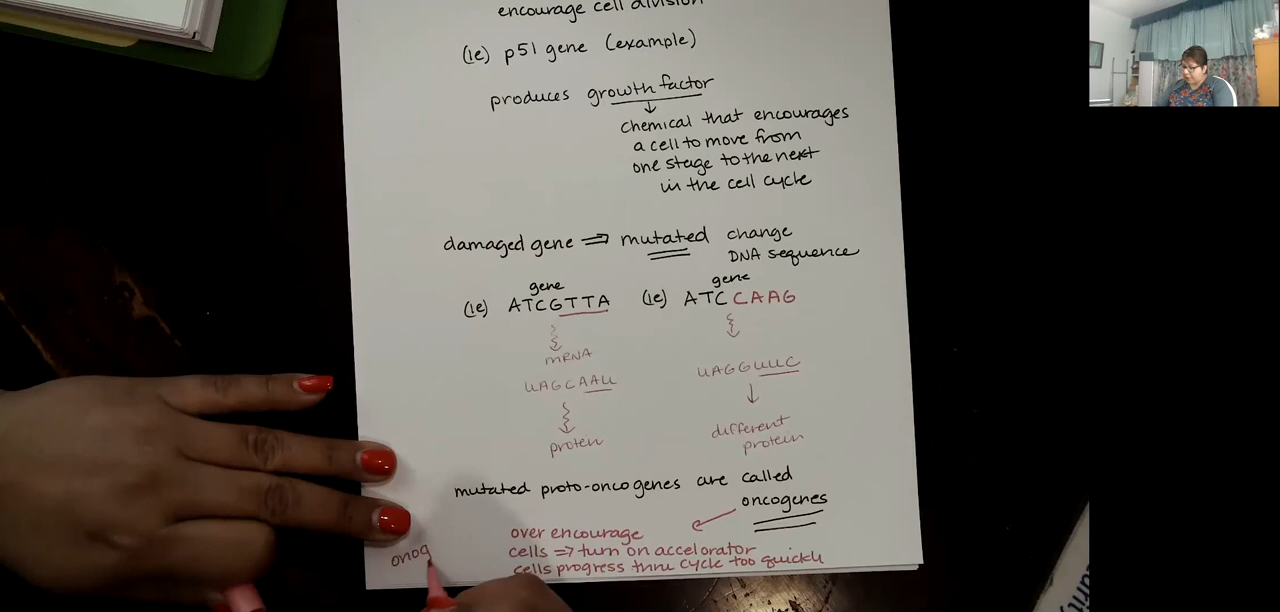 encourage cell division
(ie) p51 gene (example)
produces growth factor
chemical that encourages
a cell to move from
one stage to the next
in the cell cycle
damaged gene ⇒ mutated change
DNA sequence
gene gene
(ie) ATCGTTA (ie) ATCCAAG
mRNA
UAGCAAU UAGGUUC
protein different
protein
mutated proto-oncogenes are called
oncogenes
over encourage
cells ⇒ turn on accelorator
cells progress thru cycle too quickly
onog